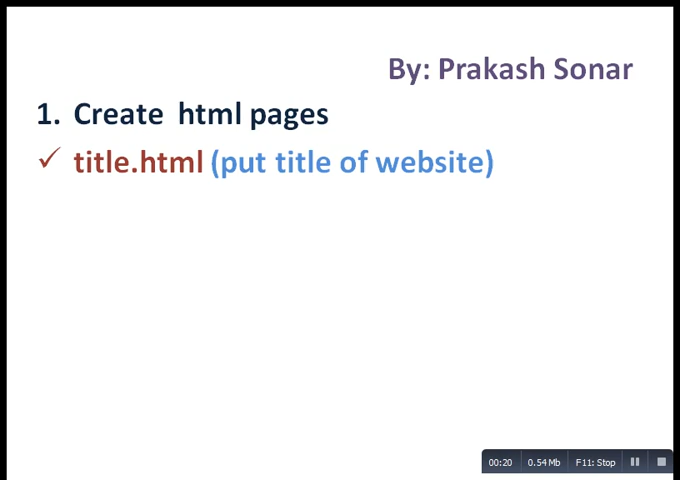 By: Prakash Sonar
1. Create html pages
✓ title.html (put title of website)
00:20 0.54 Mb F11: Stop